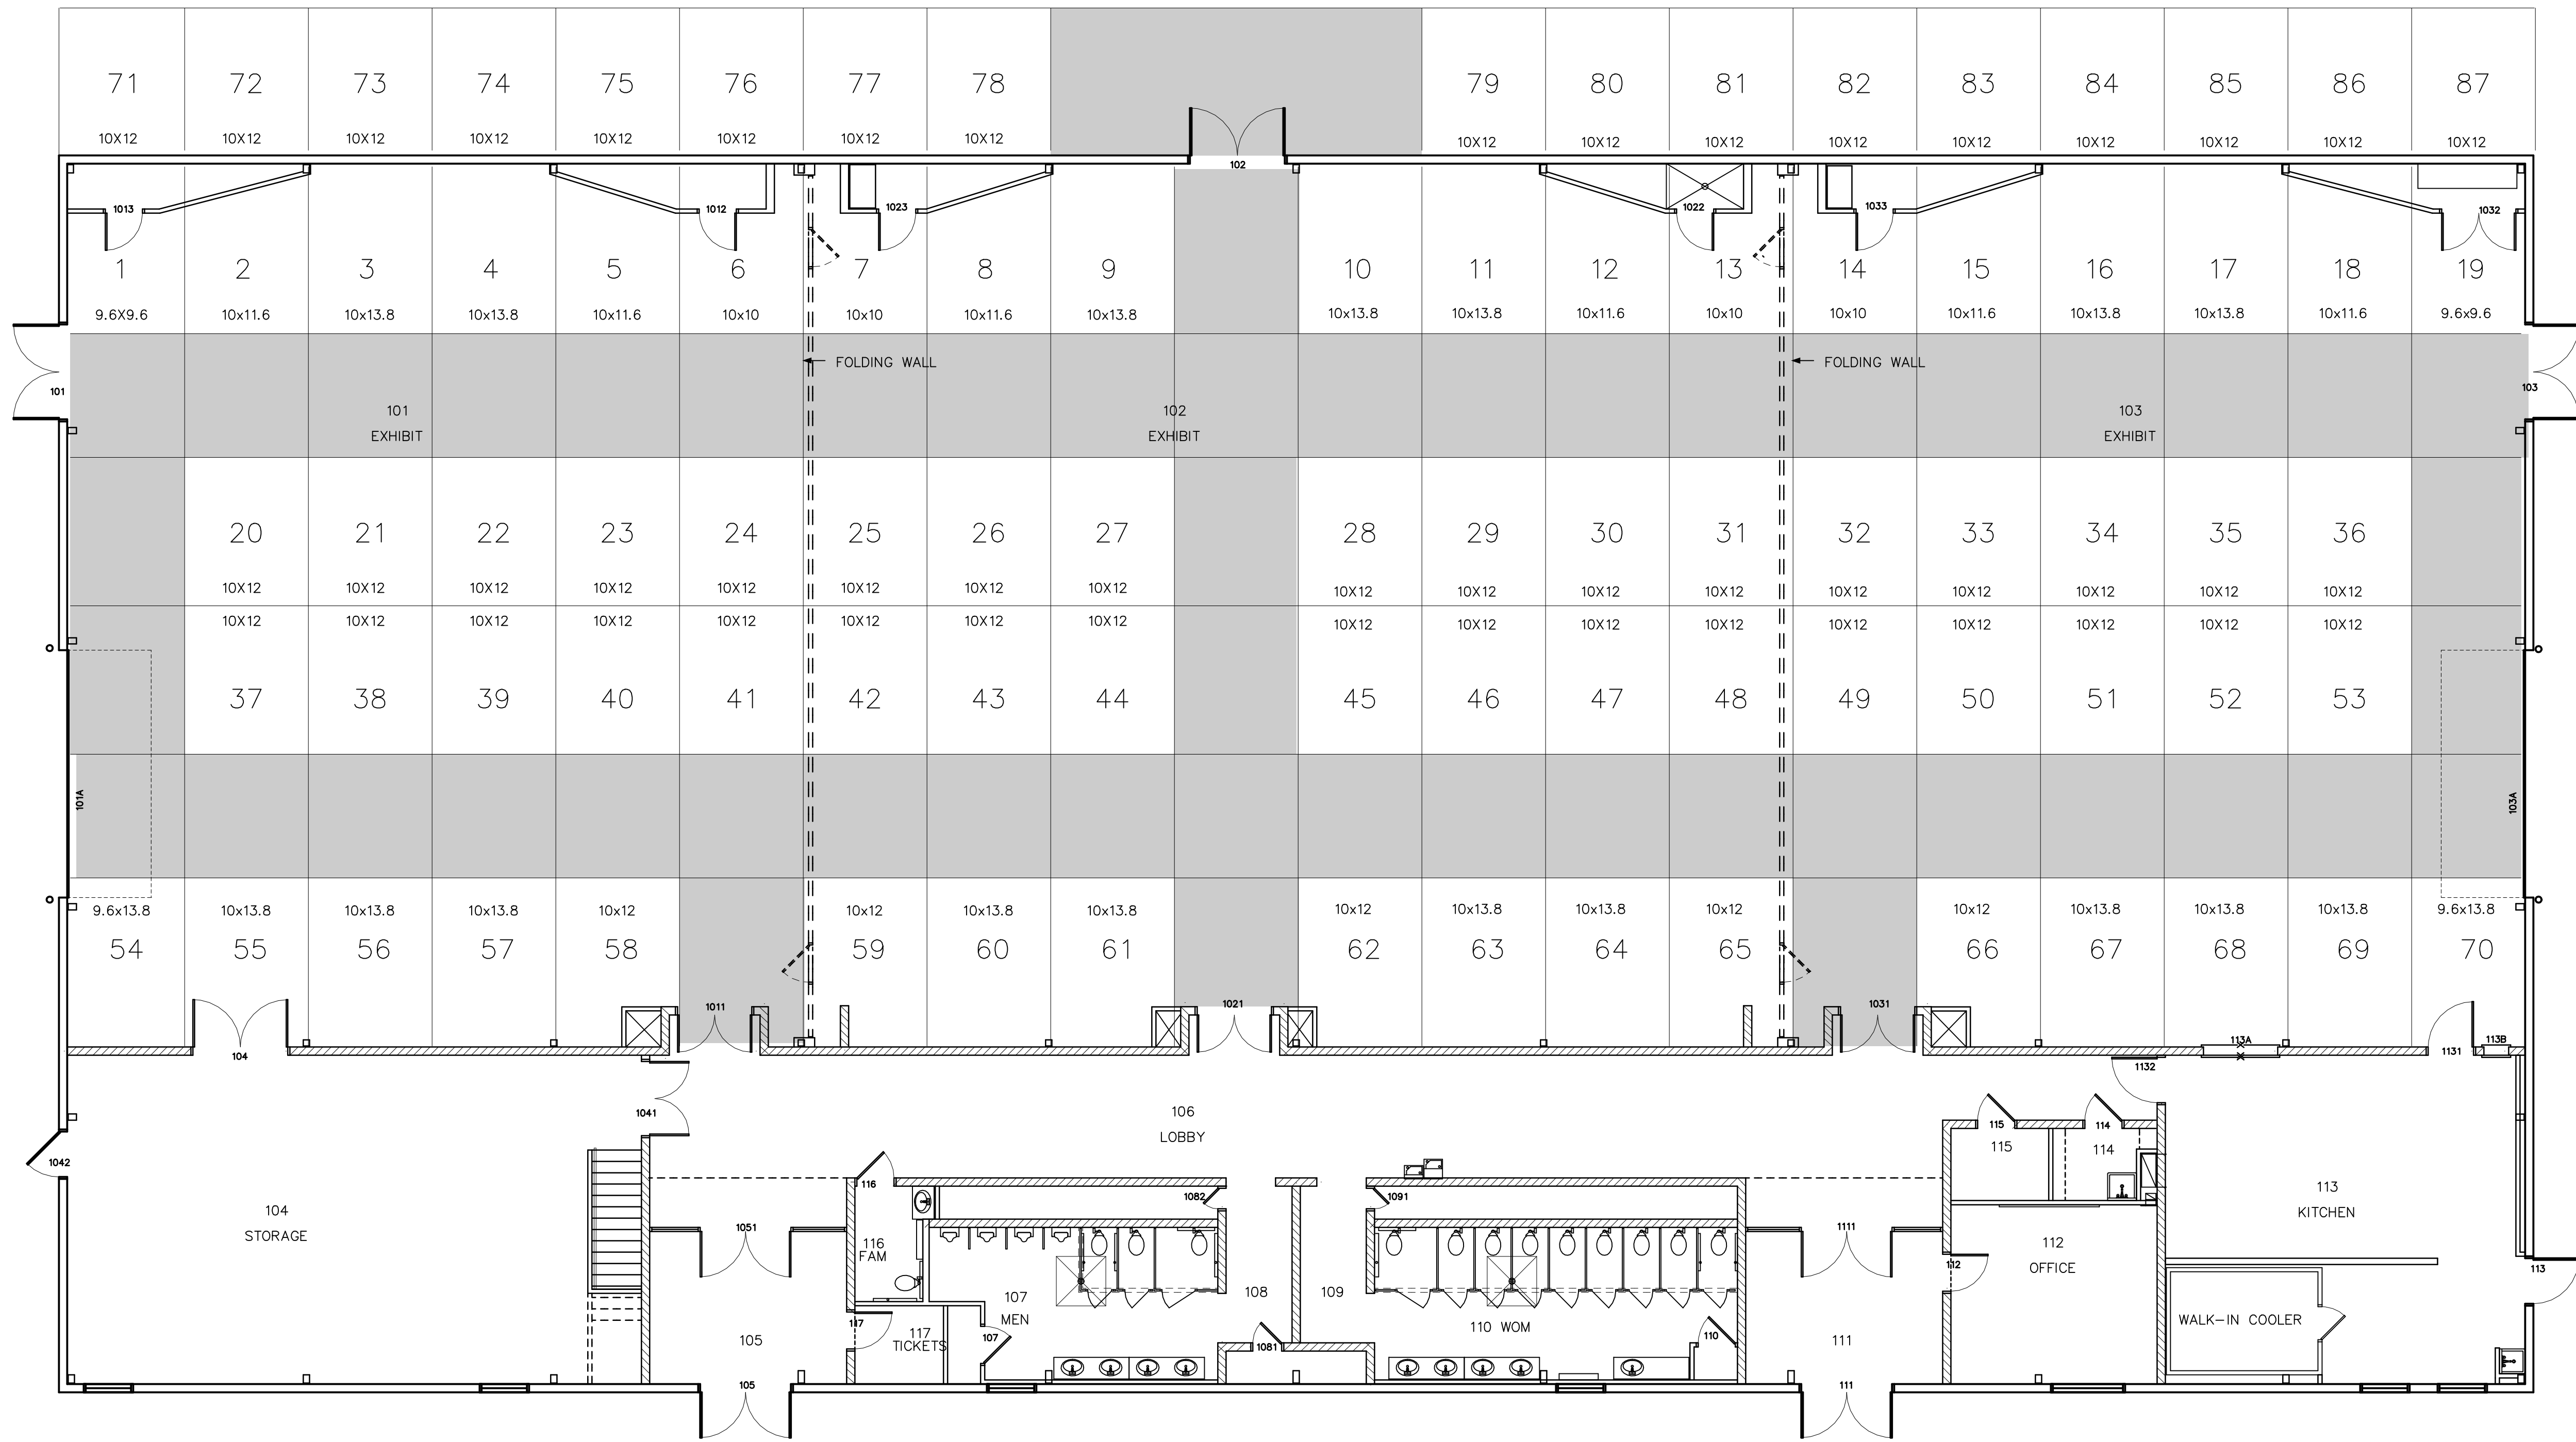 71 72 73 74 75 76 77 78 79 80 81 82 83 84 85 86 87
10X12 10X12 10X12 10X12 10X12 10X12 10X12 10X12 10X12 10X12 10X12 10X12 10X12 10X12 10X12 10X12 10X12
102
1013 1012 1023 1022 1033 1032
1 2 3 4 5 6 7 8 9 10 11 12 13 14 15 16 17 18 19
9.6X9.6 10x11.6 10x13.8 10x13.8 10x11.6 10x10 10x10 10x11.6 10x13.8 10x13.8 10x13.8 10x11.6 10x10 10x10 10x11.6 10x13.8 10x13.8 10x11.6 9.6x9.6
FOLDING WALL FOLDING WALL
101 103
101 102 103
EXHIBIT EXHIBIT EXHIBIT
20 21 22 23 24 25 26 27 28 29 30 31 32 33 34 35 36
10X12 10X12 10X12 10X12 10X12 10X12 10X12 10X12 10X12 10X12 10X12 10X12 10X12 10X12 10X12 10X12 10X12
10X12 10X12 10X12 10X12 10X12 10X12 10X12 10X12 10X12 10X12 10X12 10X12 10X12 10X12 10X12 10X12 10X12
37 38 39 40 41 42 43 44 45 46 47 48 49 50 51 52 53
101A 103A
9.6x13.8 10x13.8 10x13.8 10x13.8 10x12 10x12 10x13.8 10x13.8 10x12 10x13.8 10x13.8 10x12 10x12 10x13.8 10x13.8 10x13.8 9.6x13.8
54 55 56 57 58 59 60 61 62 63 64 65 66 67 68 69 70
1011 1021 1031
104 113A 1131 113B
1132
1041 106
LOBBY
115 114
115 114
1042
116 1082 1091
104
STORAGE
113
KITCHEN
1051 1111
116
FAM
112
OFFICE
112 113
107
MEN
108 109
117 117
TICKETS
107 110 WOM 110
WALK-IN COOLER
105 1081 111
105 111